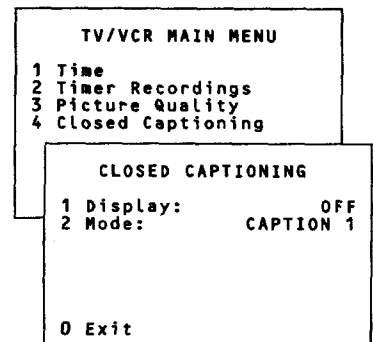 TV/VCR MAIN MENU
1 Time
2 Timer Recordings
3 Picture Quality
4 Closed Captioning
CLOSED CAPTIONING
1 Display: OFF
2 Mode: CAPTION 1
0 Exit